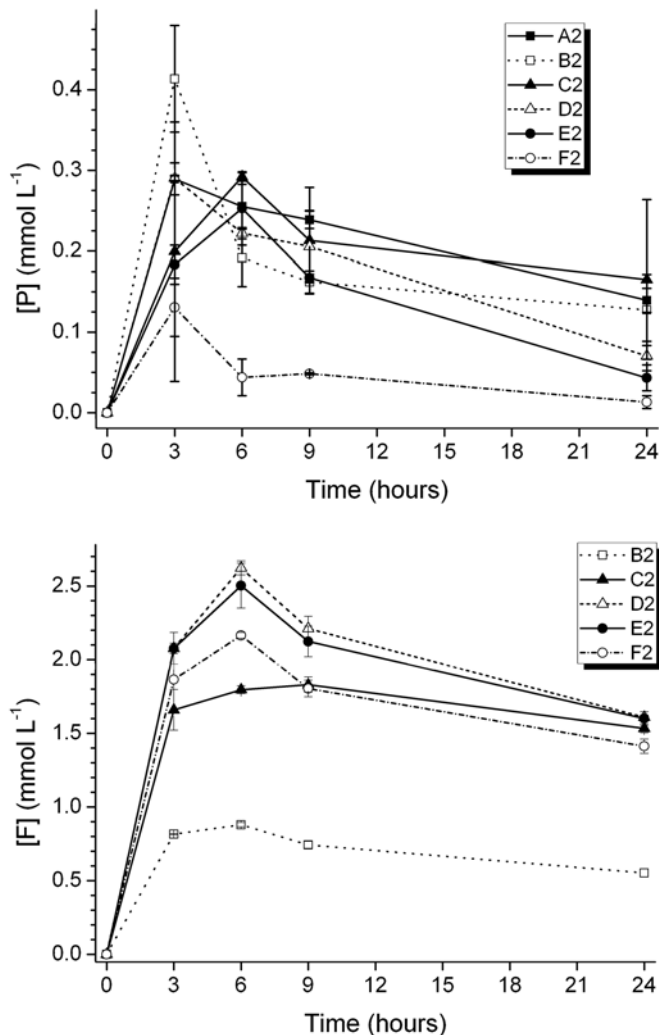 A2
B2
C2
D2
E2
F2
0.4
0.3
0.2
0.1
0.0
[P] (mmol L⁻¹)
0 3 6 9 12 15 18 21 24
Time (hours)
B2
C2
D2
E2
F2
2.5
2.0
1.5
1.0
0.5
0.0
[F] (mmol L⁻¹)
0 3 6 9 12 15 18 21 24
Time (hours)